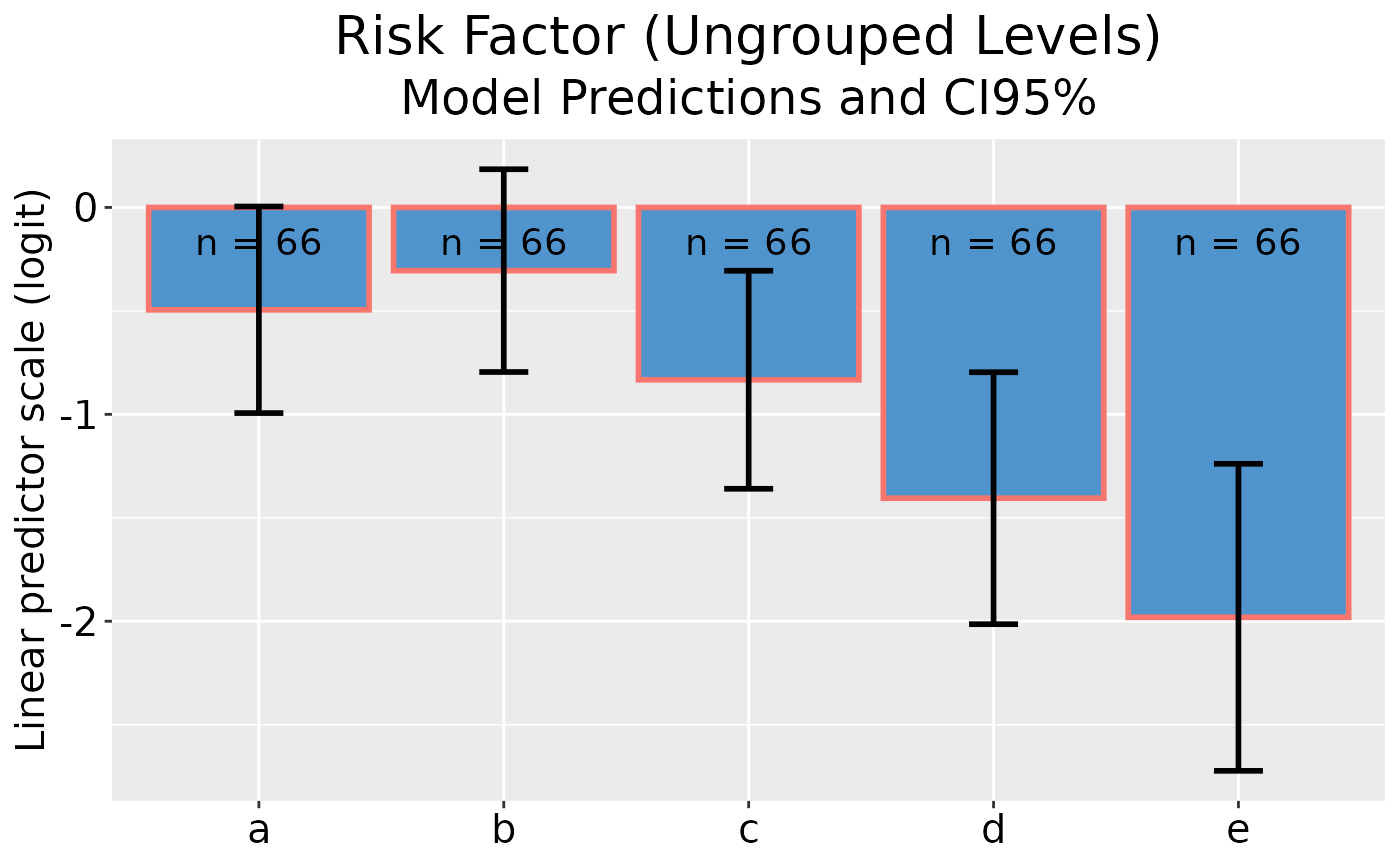 Risk Factor (Ungrouped Levels)
Model Predictions and CI95%
Linear predictor scale (logit)
0
-1
-2
n = 66
n = 66
n = 66
n = 66
n = 66
a
b
c
d
e